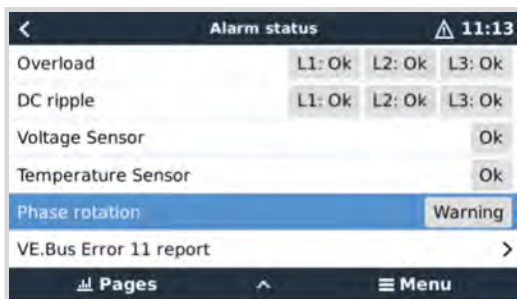 Alarm status 11:13
Overload L1: Ok L2: Ok L3: Ok
DC ripple L1: Ok L2: Ok L3: Ok
Voltage Sensor Ok
Temperature Sensor Ok
Phase rotation Warning
VE.Bus Error 11 report
Pages Menu